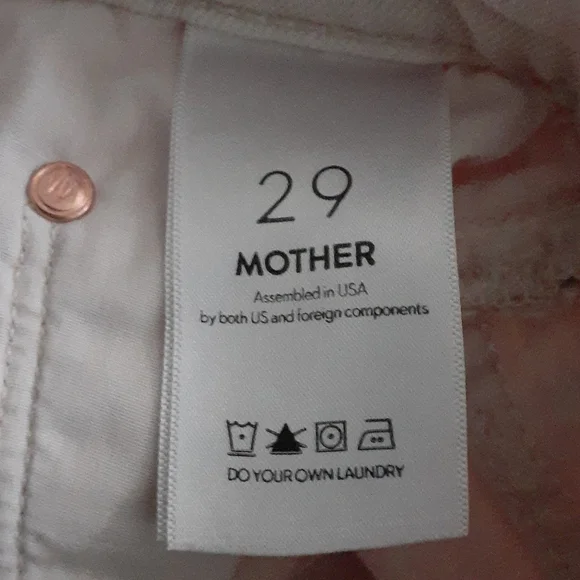 29
MOTHER
Assembled in USA
by both US and foreign components
DO YOUR OWN LAUNDRY